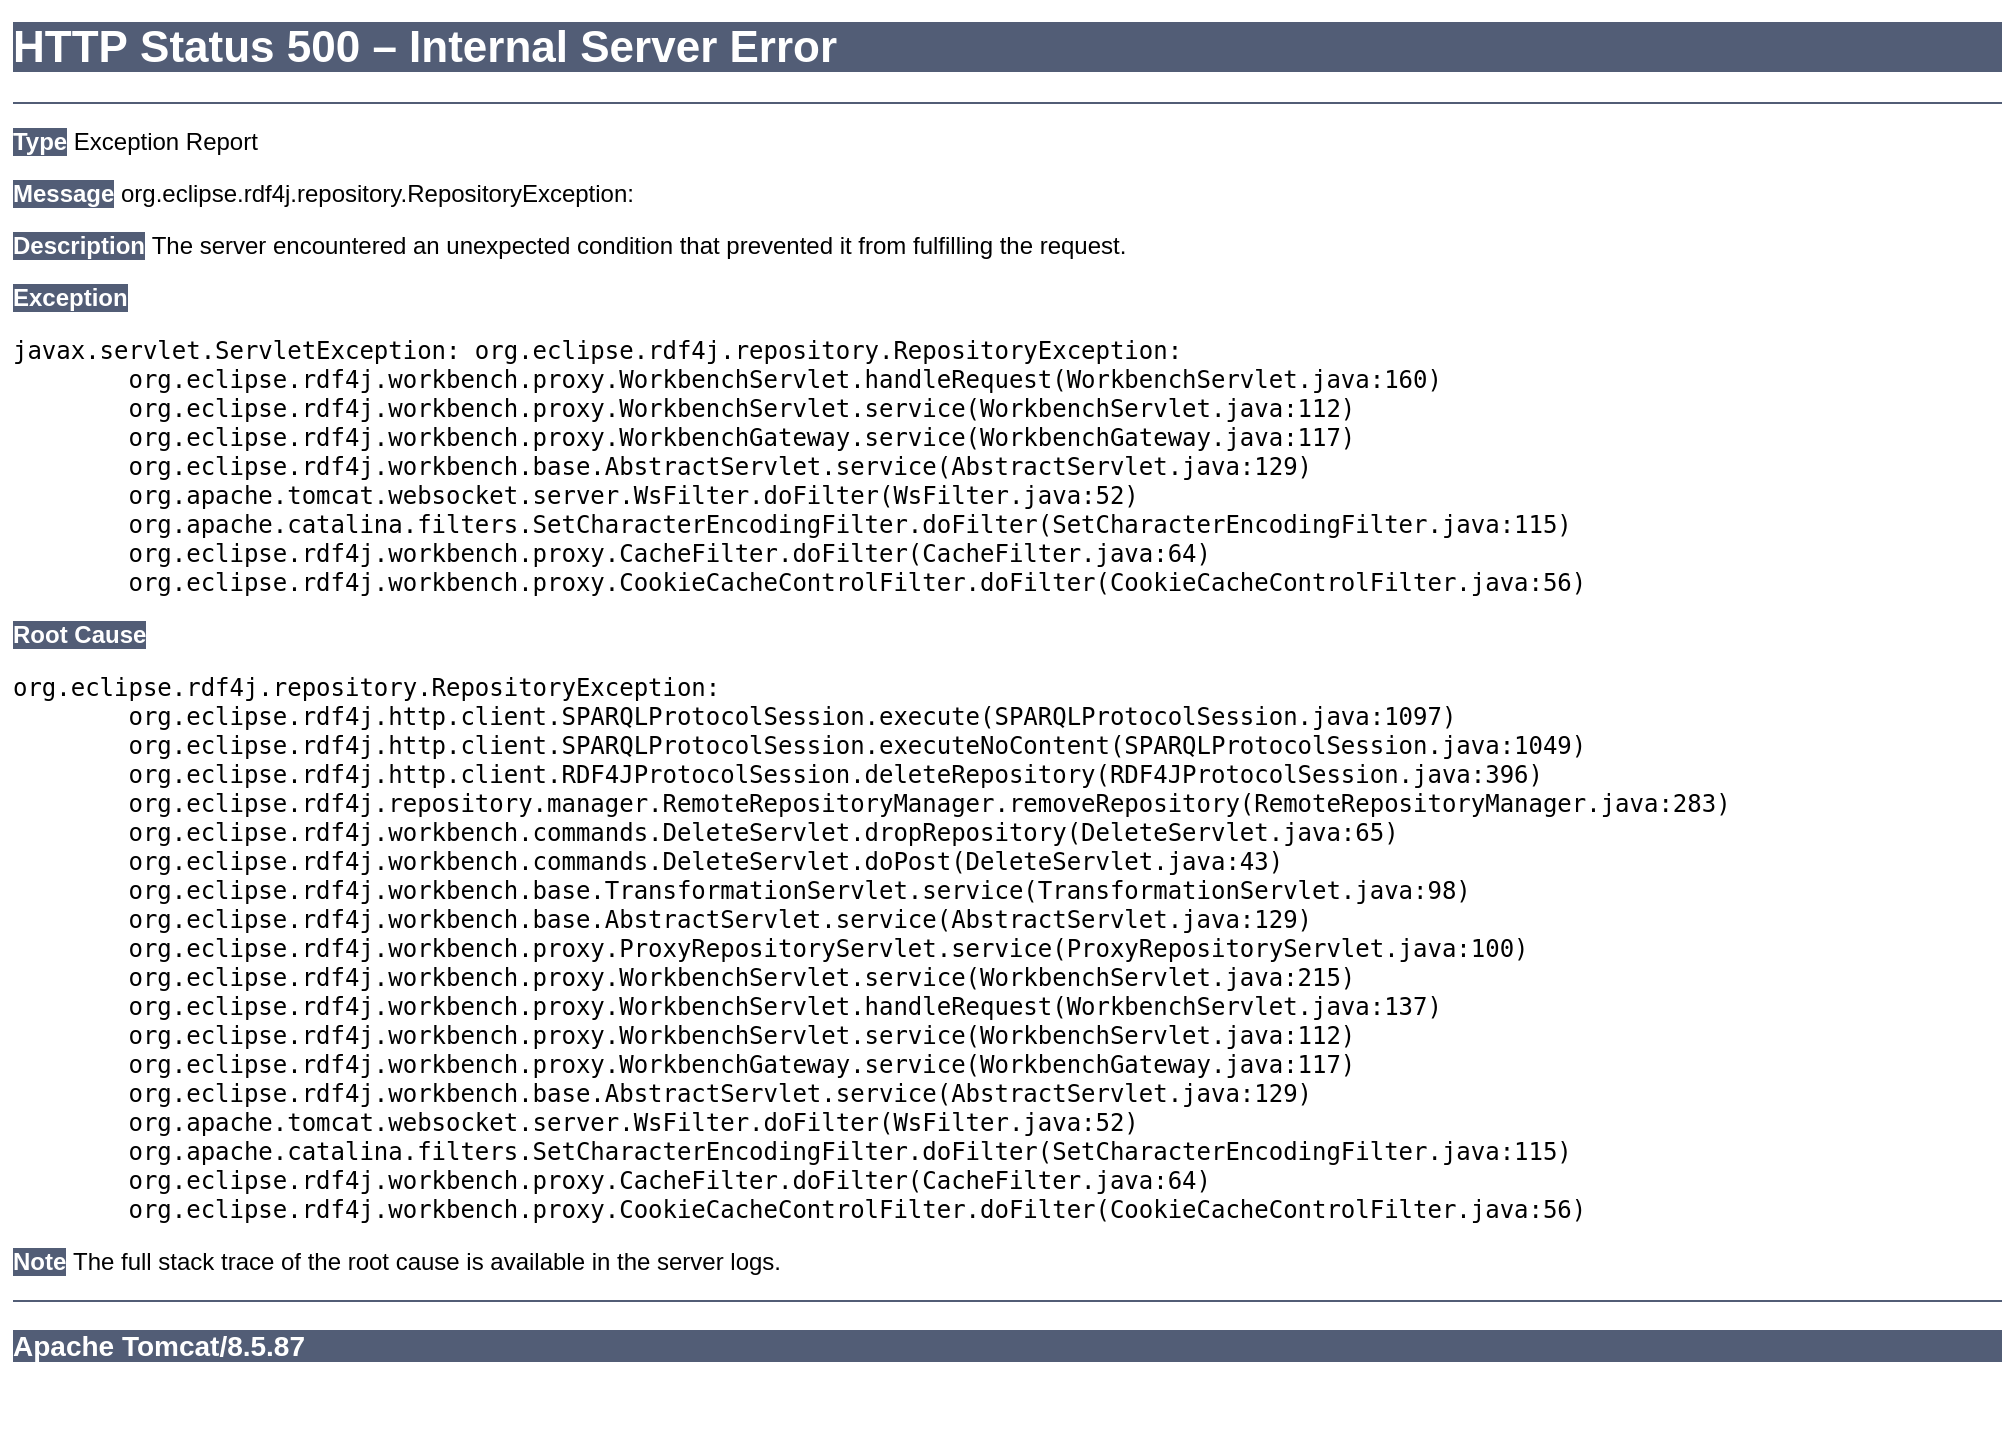 HTTP Status 500 – Internal Server Error
Type Exception Report
Message org.eclipse.rdf4j.repository.RepositoryException:
Description The server encountered an unexpected condition that prevented it from fulfilling the request.
Exception
javax.servlet.ServletException: org.eclipse.rdf4j.repository.RepositoryException:
org.eclipse.rdf4j.workbench.proxy.WorkbenchServlet.handleRequest(WorkbenchServlet.java:160)
org.eclipse.rdf4j.workbench.proxy.WorkbenchServlet.service(WorkbenchServlet.java:112)
org.eclipse.rdf4j.workbench.proxy.WorkbenchGateway.service(WorkbenchGateway.java:117)
org.eclipse.rdf4j.workbench.base.AbstractServlet.service(AbstractServlet.java:129)
org.apache.tomcat.websocket.server.WsFilter.doFilter(WsFilter.java:52)
org.apache.catalina.filters.SetCharacterEncodingFilter.doFilter(SetCharacterEncodingFilter.java:115)
org.eclipse.rdf4j.workbench.proxy.CacheFilter.doFilter(CacheFilter.java:64)
org.eclipse.rdf4j.workbench.proxy.CookieCacheControlFilter.doFilter(CookieCacheControlFilter.java:56)
Root Cause
org.eclipse.rdf4j.repository.RepositoryException:
org.eclipse.rdf4j.http.client.SPARQLProtocolSession.execute(SPARQLProtocolSession.java:1097)
org.eclipse.rdf4j.http.client.SPARQLProtocolSession.executeNoContent(SPARQLProtocolSession.java:1049)
org.eclipse.rdf4j.http.client.RDF4JProtocolSession.deleteRepository(RDF4JProtocolSession.java:396)
org.eclipse.rdf4j.repository.manager.RemoteRepositoryManager.removeRepository(RemoteRepositoryManager.java:283)
org.eclipse.rdf4j.workbench.commands.DeleteServlet.dropRepository(DeleteServlet.java:65)
org.eclipse.rdf4j.workbench.commands.DeleteServlet.doPost(DeleteServlet.java:43)
org.eclipse.rdf4j.workbench.base.TransformationServlet.service(TransformationServlet.java:98)
org.eclipse.rdf4j.workbench.base.AbstractServlet.service(AbstractServlet.java:129)
org.eclipse.rdf4j.workbench.proxy.ProxyRepositoryServlet.service(ProxyRepositoryServlet.java:100)
org.eclipse.rdf4j.workbench.proxy.WorkbenchServlet.service(WorkbenchServlet.java:215)
org.eclipse.rdf4j.workbench.proxy.WorkbenchServlet.handleRequest(WorkbenchServlet.java:137)
org.eclipse.rdf4j.workbench.proxy.WorkbenchServlet.service(WorkbenchServlet.java:112)
org.eclipse.rdf4j.workbench.proxy.WorkbenchGateway.service(WorkbenchGateway.java:117)
org.eclipse.rdf4j.workbench.base.AbstractServlet.service(AbstractServlet.java:129)
org.apache.tomcat.websocket.server.WsFilter.doFilter(WsFilter.java:52)
org.apache.catalina.filters.SetCharacterEncodingFilter.doFilter(SetCharacterEncodingFilter.java:115)
org.eclipse.rdf4j.workbench.proxy.CacheFilter.doFilter(CacheFilter.java:64)
org.eclipse.rdf4j.workbench.proxy.CookieCacheControlFilter.doFilter(CookieCacheControlFilter.java:56)
Note The full stack trace of the root cause is available in the server logs.
Apache Tomcat/8.5.87